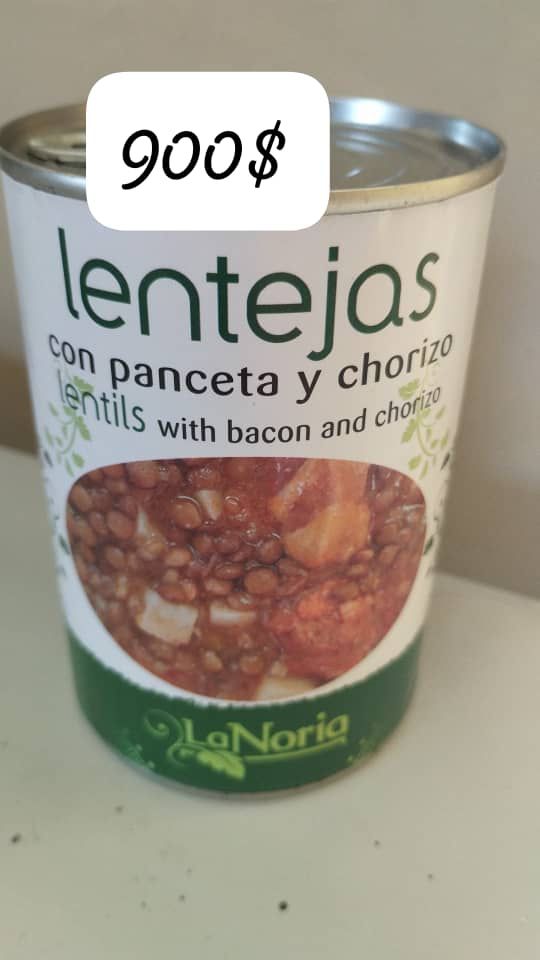 900$
lentejas
con panceta y chorizo
lentils with bacon and chorizo
LaNoria